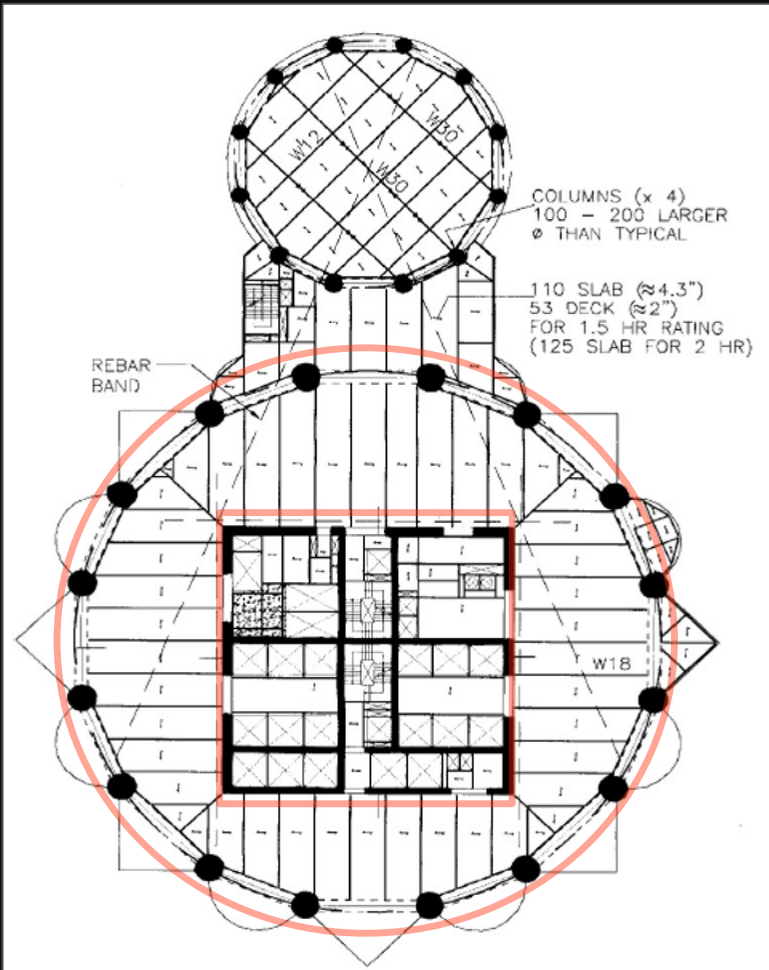 W12
W30
W30
COLUMNS (x 4)
100 – 200 LARGER
Ø THAN TYPICAL
110 SLAB (≈4.3")
53 DECK (≈2")
FOR 1.5 HR RATING
(125 SLAB FOR 2 HR)
REBAR
BAND
W18